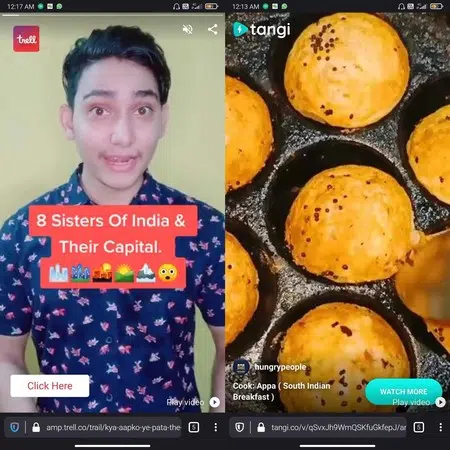 12:17 AM
trell
8 Sisters Of India &
Their Capital.
Click Here
Play video
amp.trell.co/trail/kya-aapko-ye-pata-the
5
12:13 AM
tangi
hungrypeople
Cook: Appa ( South Indian
Breakfast )
WATCH MORE
Play video
tangi.co/v/qSvxJh9WrnQSKfuGkfepJ/ar
5